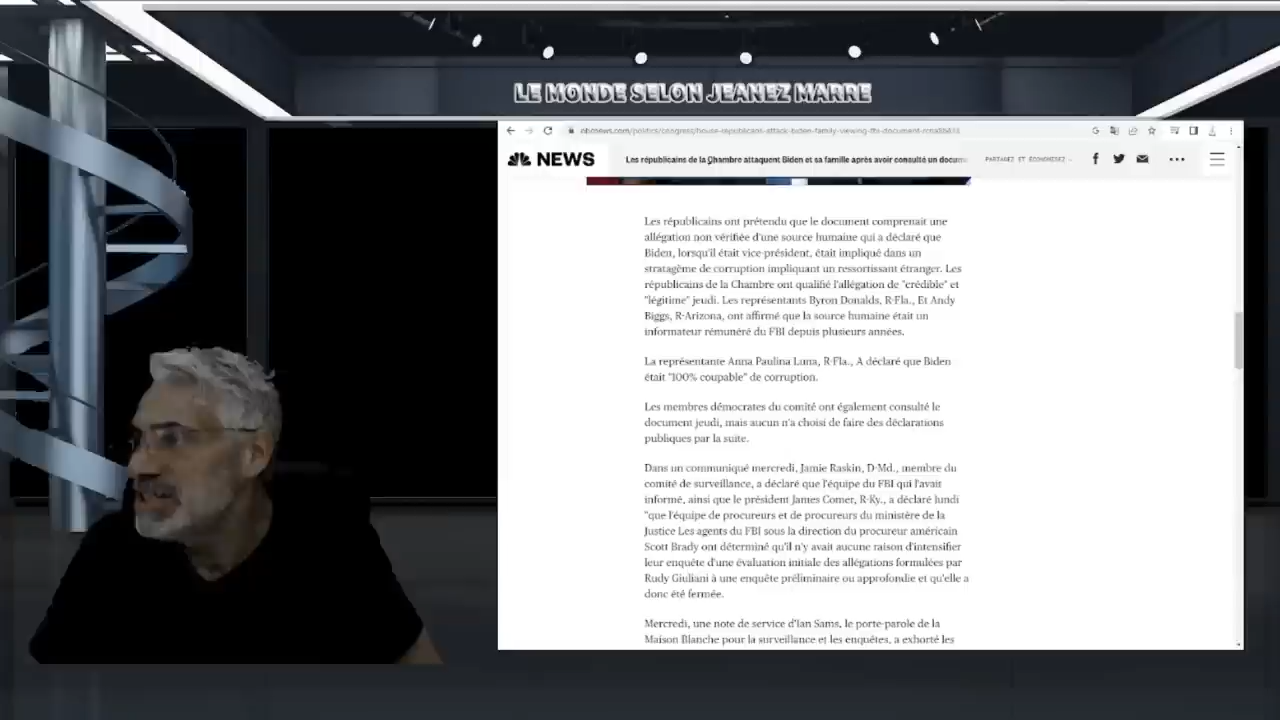 LE MONDE SELON JEANEZ MARRE
NEWS
Les républicains de la Chambre attaquent Biden et sa famille après avoir consulté un docume
PARTAGEZ ET ÉCONOMISEZ
Les républicains ont prétendu que le document comprenait une
allégation non vérifiée d'une source humaine qui a déclaré que
Biden, lorsqu'il était vice-président, était impliqué dans un
stratagème de corruption impliquant un ressortissant étranger. Les
républicains de la Chambre ont qualifié l'allégation de "crédible" et
"légitime" jeudi. Les représentants Byron Donalds, R-Fla., Et Andy
Biggs, R-Arizona, ont affirmé que la source humaine était un
informateur rémunéré du FBI depuis plusieurs années.
La représentante Anna Paulina Luna, R-Fla., A déclaré que Biden
était "100% coupable" de corruption.
Les membres démocrates du comité ont également consulté le
document jeudi, mais aucun n'a choisi de faire des déclarations
publiques par la suite.
Dans un communiqué mercredi, Jamie Raskin, D-Md., membre du
comité de surveillance, a déclaré que l'équipe du FBI qui l'avait
informé, ainsi que le président James Comer, R-Ky., a déclaré lundi
"que l'équipe de procureurs et de procureurs du ministère de la
Justice Les agents du FBI sous la direction du procureur américain
Scott Brady ont déterminé qu'il n'y avait aucune raison d'intensifier
leur enquête d'une évaluation initiale des allégations formulées par
Rudy Giuliani à une enquête préliminaire ou approfondie et qu'elle a
donc été fermée.
Mercredi, une note de service d'Ian Sams, le porte-parole de la
Maison Blanche pour la surveillance et les enquêtes, a exhorté les